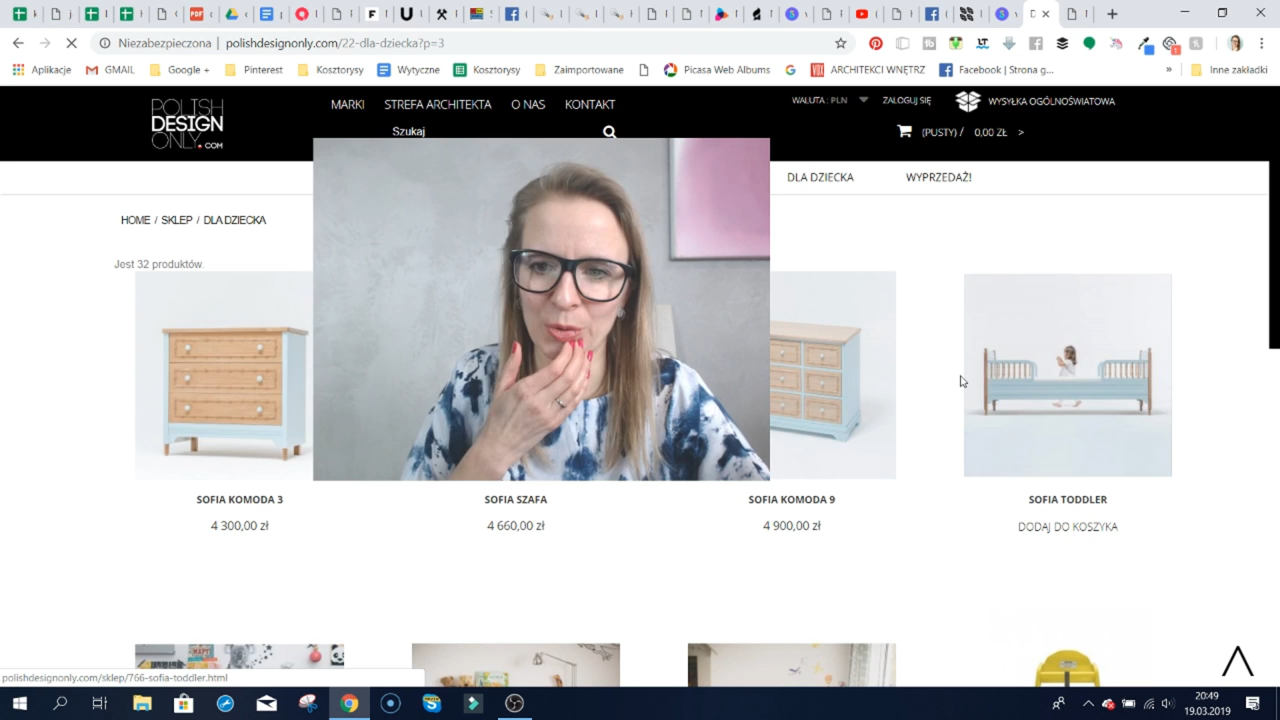 Niezabezpieczona | polishdesignonly.com/22-dla-dziecka?p=3
Aplikacje GMAIL Google + Pinterest Kosztorysy Wytyczne Kosztorysy Zaimportowane Picasa Web Albums ARCHITEKCI WNĘTRZ Facebook | Strona g... » Inne zakładki
POLISH
DESIGN
ONLY.COM
MARKI STREFA ARCHITEKTA O NAS KONTAKT
WALUTA : PLN ZALOGUJ SIĘ WYSYŁKA OGÓLNOŚWIATOWA
Szukaj
(PUSTY) / 0,00 ZŁ >
DLA DZIECKA WYPRZEDAŻ!
HOME / SKLEP / DLA DZIECKA
Jest 32 produktów.
SOFIA KOMODA 3 SOFIA SZAFA SOFIA KOMODA 9 SOFIA TODDLER
4 300,00 zł 4 660,00 zł 4 900,00 zł DODAJ DO KOSZYKA
polishdesignonly.com/sklep/766-sofia-toddler.html
20:49
19.03.2019